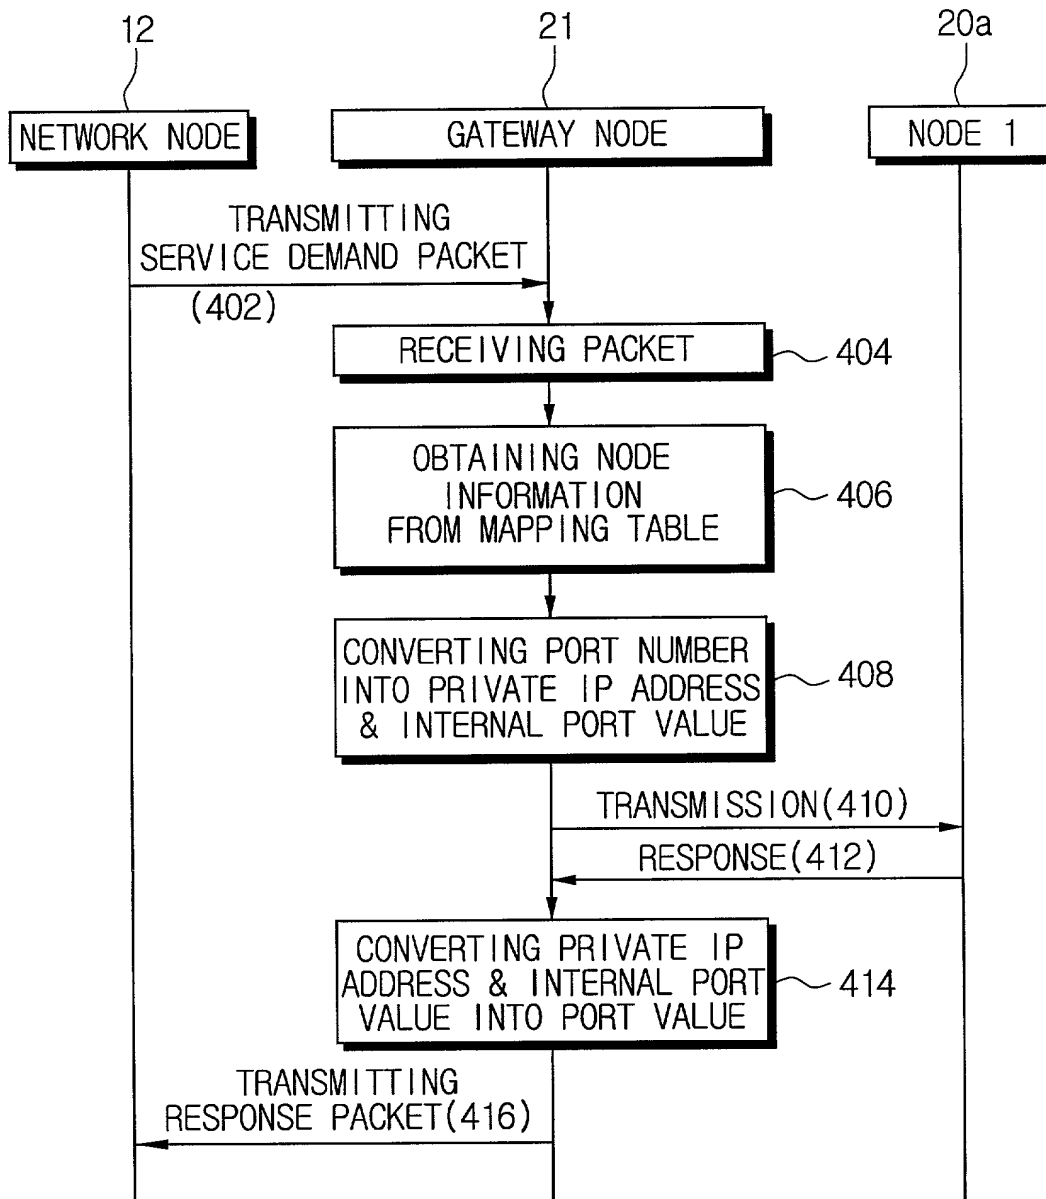 12
21
20a
NETWORK NODE
GATEWAY NODE
NODE 1
TRANSMITTING
SERVICE DEMAND PACKET
(402)
RECEIVING PACKET
404
OBTAINING NODE
INFORMATION
FROM MAPPING TABLE
406
CONVERTING PORT NUMBER
INTO PRIVATE IP ADDRESS
& INTERNAL PORT VALUE
408
TRANSMISSION(410)
RESPONSE(412)
CONVERTING PRIVATE IP
ADDRESS & INTERNAL PORT
VALUE INTO PORT VALUE
414
TRANSMITTING
RESPONSE PACKET(416)